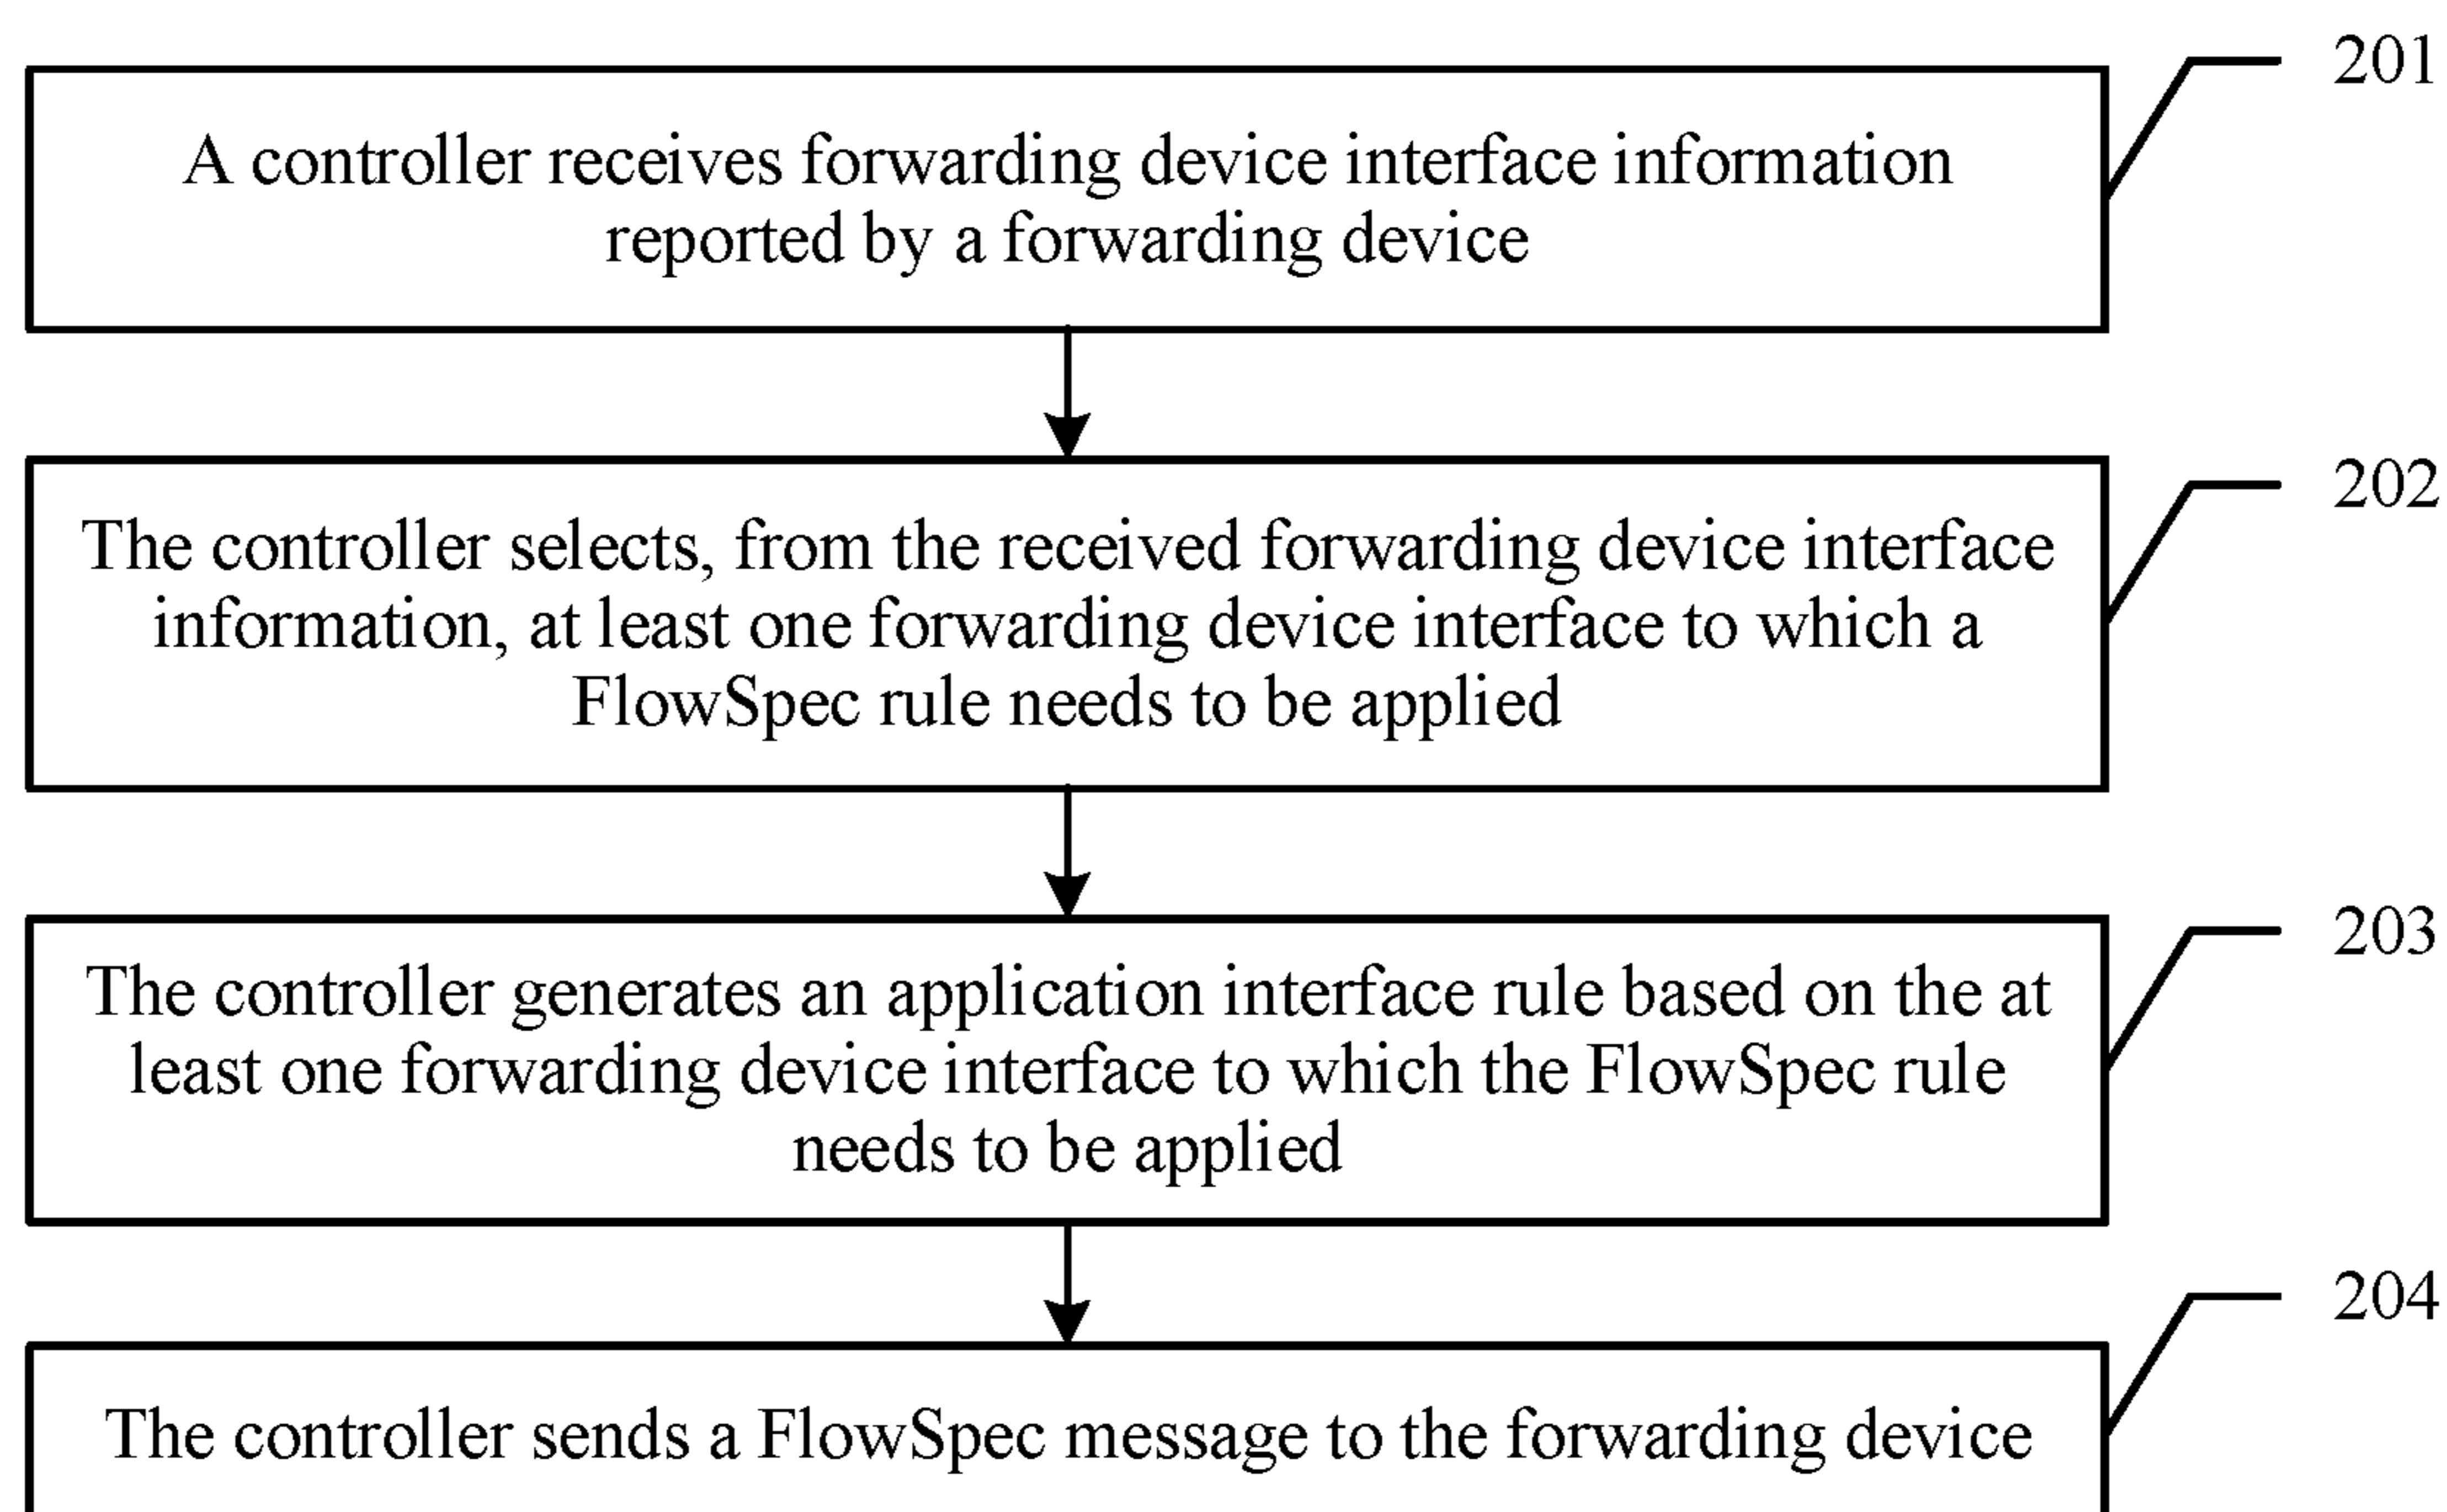 201
A controller receives forwarding device interface information
reported by a forwarding device
202
The controller selects, from the received forwarding device interface
information, at least one forwarding device interface to which a
FlowSpec rule needs to be applied
203
The controller generates an application interface rule based on the at
least one forwarding device interface to which the FlowSpec rule
needs to be applied
204
The controller sends a FlowSpec message to the forwarding device